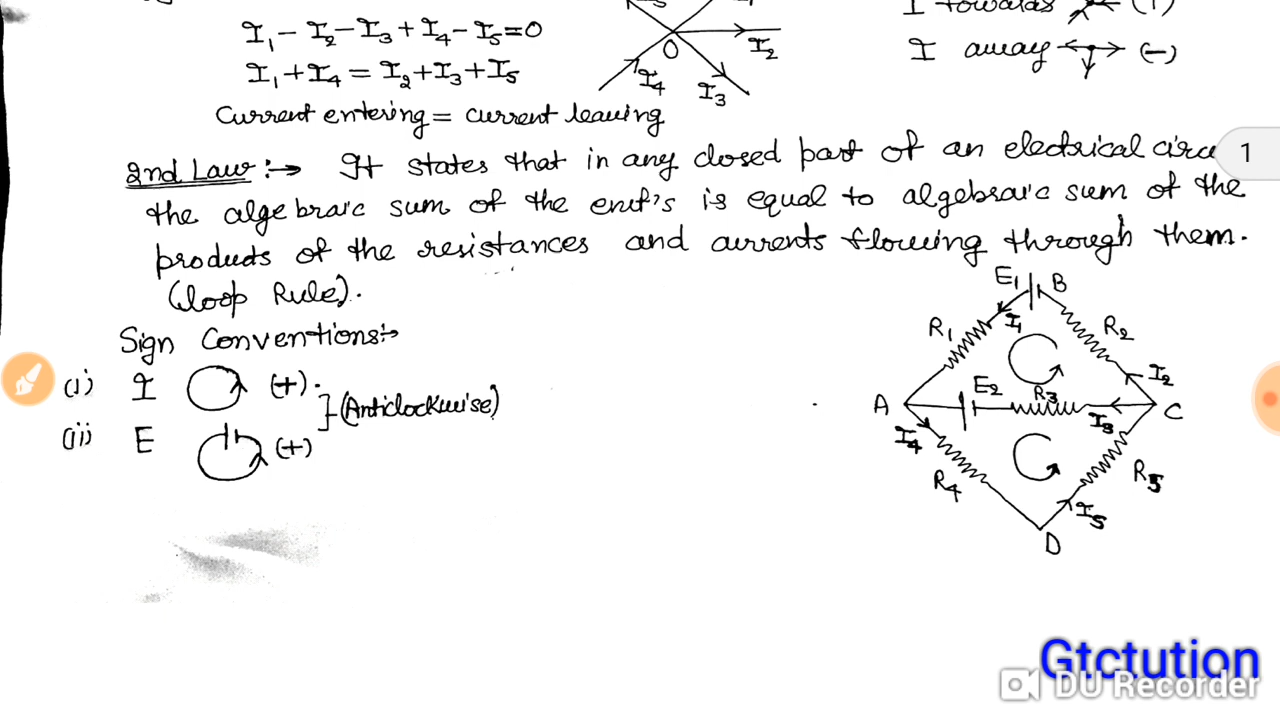 I₁ - I₂ - I₃ + I₄ - I₅ = 0
I₁ + I₄ = I₂ + I₃ + I₅
Current entering = current leaving
O I₂ I₄ I₃
I towards
I away (-)
2nd Law :→ It states that in any closed part of an electrical circu
the algebraic sum of the emf's is equal to algebraic sum of the
products of the resistances and currents flowing through them.
(loop Rule).
Sign Conventions:-
(i) I (+).
(ii) E (+)
} (Anticlockwise)
E₁ B
R₁ I₁ R₂
I₂
A E₂ R₃ C
I₄ I₃
R₄ R₅
I₅
D
1
Gtctution
DU Recorder